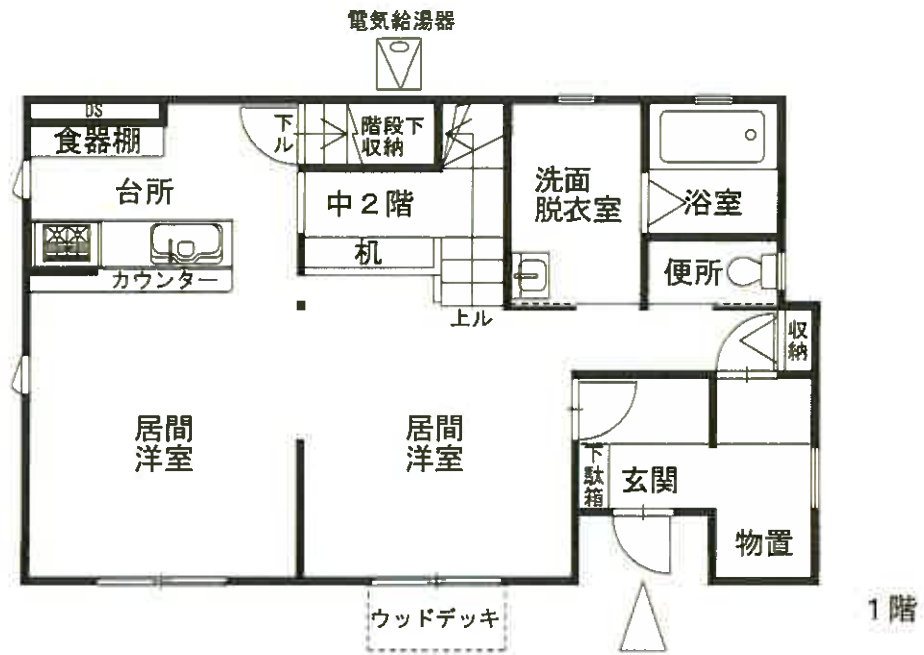 電気給湯器
DS
食器棚
台所
下ル
階段下
収納
中2階
机
洗面
脱衣室
浴室
便所
カウンター
上ル
収納
居間
洋室
居間
洋室
下駄箱
玄関
物置
ウッドデッキ
1階